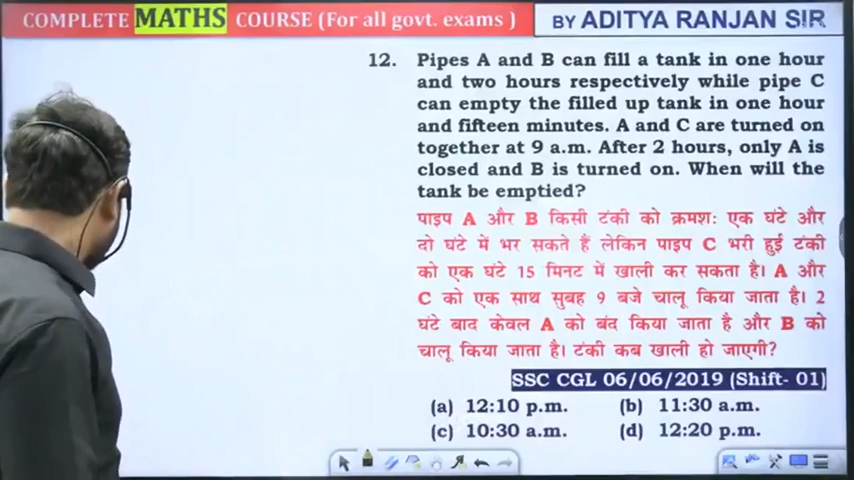 COMPLETE MATHS COURSE (For all govt. exams )
BY ADITYA RANJAN SIR
12. Pipes A and B can fill a tank in one hour
and two hours respectively while pipe C
can empty the filled up tank in one hour
and fifteen minutes. A and C are turned on
together at 9 a.m. After 2 hours, only A is
closed and B is turned on. When will the
tank be emptied?
पाइप A और B किसी टंकी को क्रमश: एक घंटे और
दो घंटे में भर सकते हैं लेकिन पाइप C भरी हुई टंकी
को एक घंटे 15 मिनट में खाली कर सकता है। A और
C को एक साथ सुबह 9 बजे चालू किया जाता है। 2
घंटे बाद केवल A को बंद किया जाता है और B को
चालू किया जाता है। टंकी कब खाली हो जाएगी?
SSC CGL 06/06/2019 (Shift- 01)
(a) 12:10 p.m. (b) 11:30 a.m.
(c) 10:30 a.m. (d) 12:20 p.m.